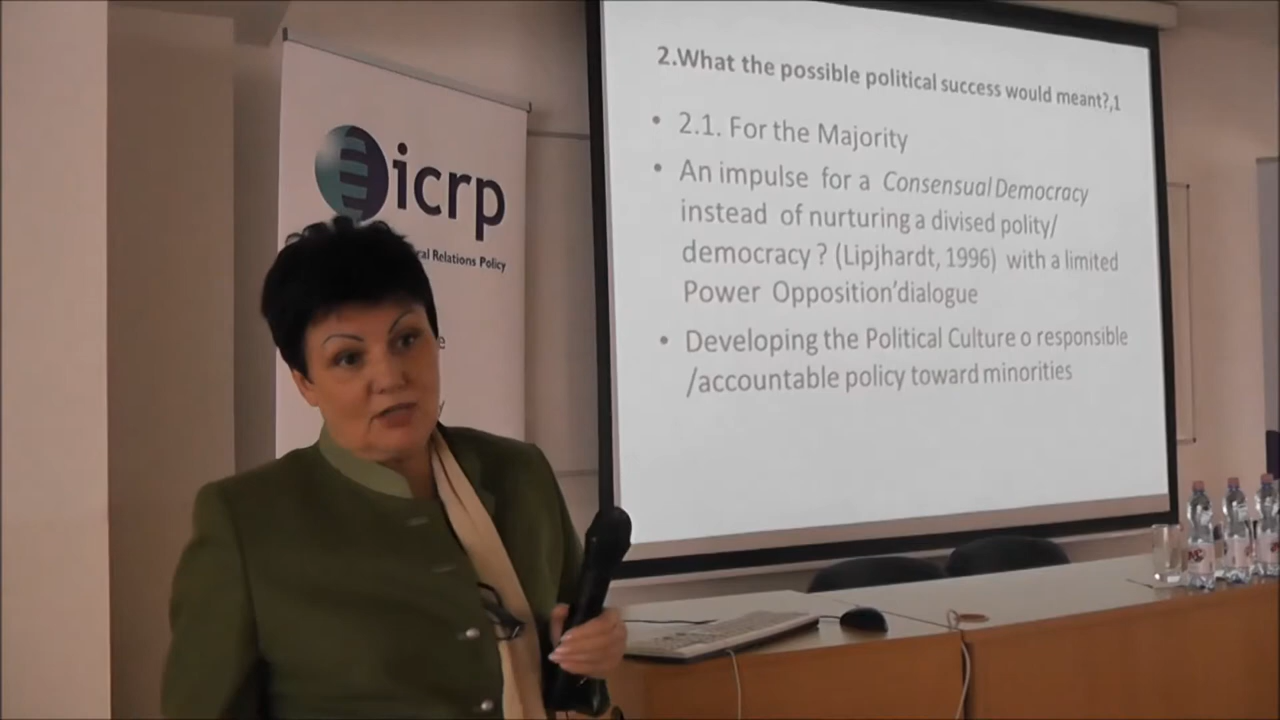 icrp
ral Relations Policy
e
2.What the possible political success would meant?,1
• 2.1. For the Majority
• An impulse for a Consensual Democracy
instead of nurturing a divised polity/
democracy ? (Lipjhardt, 1996) with a limited
Power Opposition'dialogue
• Developing the Political Culture o responsible
/accountable policy toward minorities